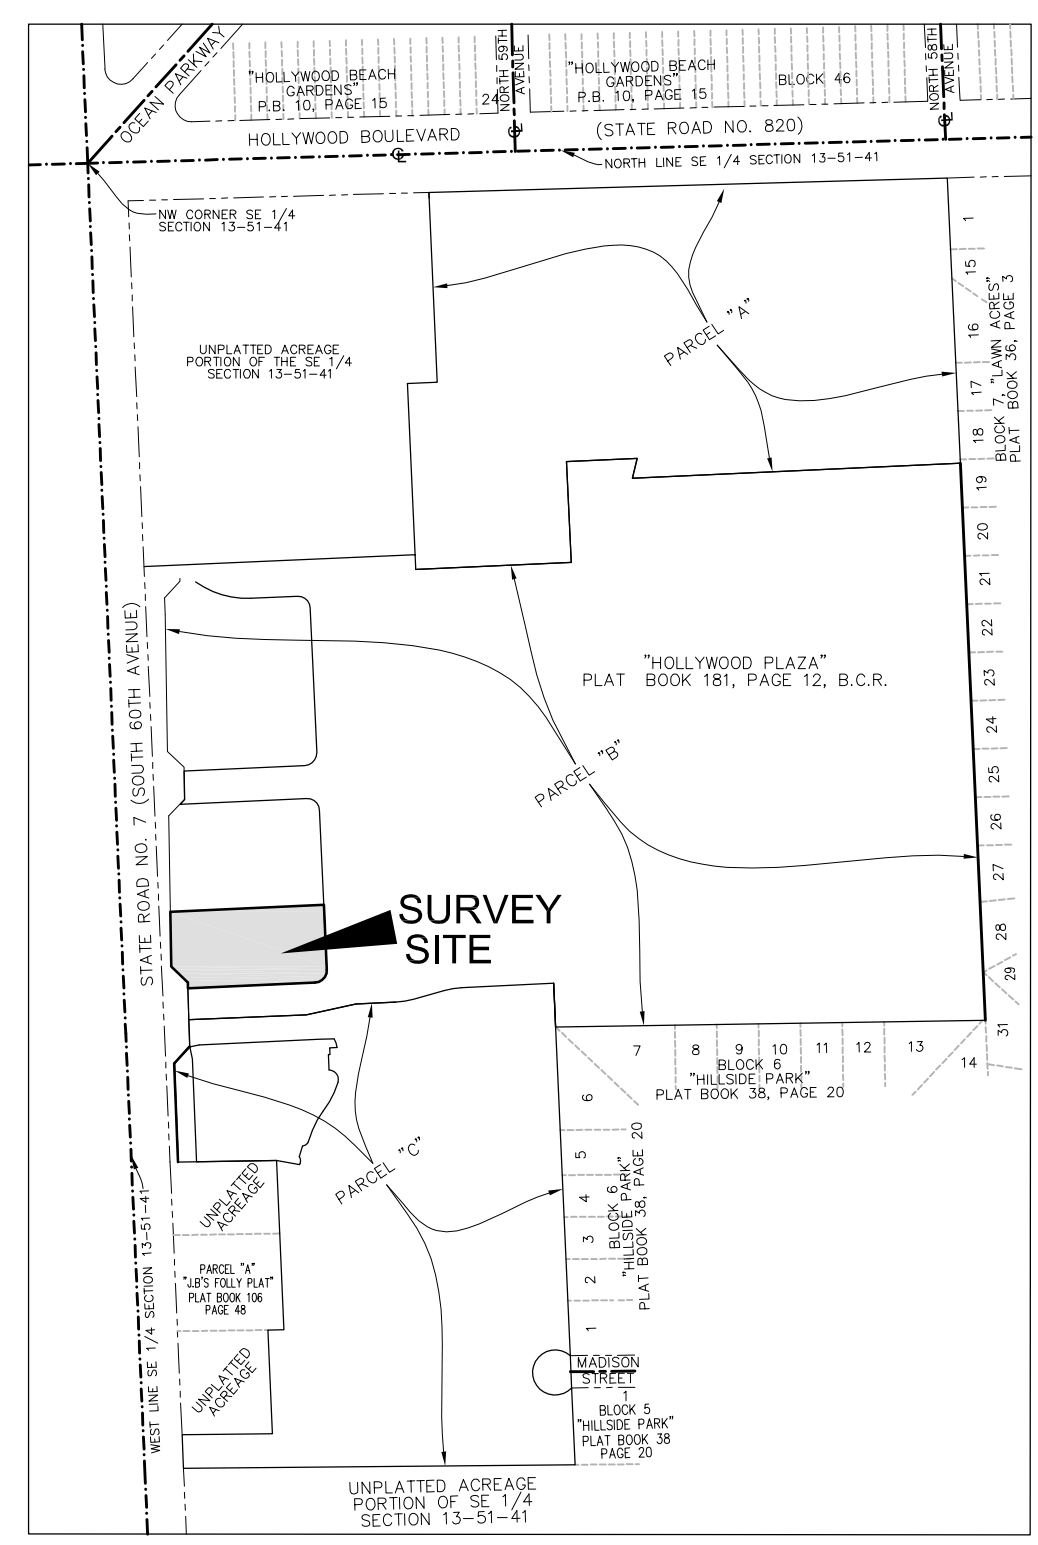 OCEAN PARKWAY
"HOLLYWOOD BEACH
GARDENS"
P.B. 10, PAGE 15
24
NORTH 59TH
AVENUE
"HOLLYWOOD BEACH
GARDENS"
P.B. 10, PAGE 15
BLOCK 46
NORTH 58TH
AVENUE
HOLLYWOOD BOULEVARD
(STATE ROAD NO. 820)
NORTH LINE SE 1/4 SECTION 13-51-41
NW CORNER SE 1/4
SECTION 13-51-41
UNPLATTED ACREAGE
PORTION OF THE SE 1/4
SECTION 13-51-41
PARCEL "A"
1
15
16
17
18
BLOCK 7, "LAWN ACRES"
PLAT BOOK 36, PAGE 3
19
20
21
22
23
24
25
26
27
28
29
31
"HOLLYWOOD PLAZA"
PLAT BOOK 181, PAGE 12, B.C.R.
PARCEL "B"
STATE ROAD NO. 7 (SOUTH 60TH AVENUE)
SURVEY
SITE
7
8
9
10
11
12
13
14
BLOCK 6
"HILLSIDE PARK"
PLAT BOOK 38, PAGE 20
6
5
4
3
2
1
BLOCK 6
"HILLSIDE PARK"
PLAT BOOK 38, PAGE 20
PARCEL "C"
UNPLATTED
ACREAGE
PARCEL "A"
"J.B'S FOLLY PLAT"
PLAT BOOK 106
PAGE 48
UNPLATTED
ACREAGE
WEST LINE SE 1/4 SECTION 13-51-41
MADISON
STREET
1
BLOCK 5
"HILLSIDE PARK"
PLAT BOOK 38
PAGE 20
UNPLATTED ACREAGE
PORTION OF SE 1/4
SECTION 13-51-41